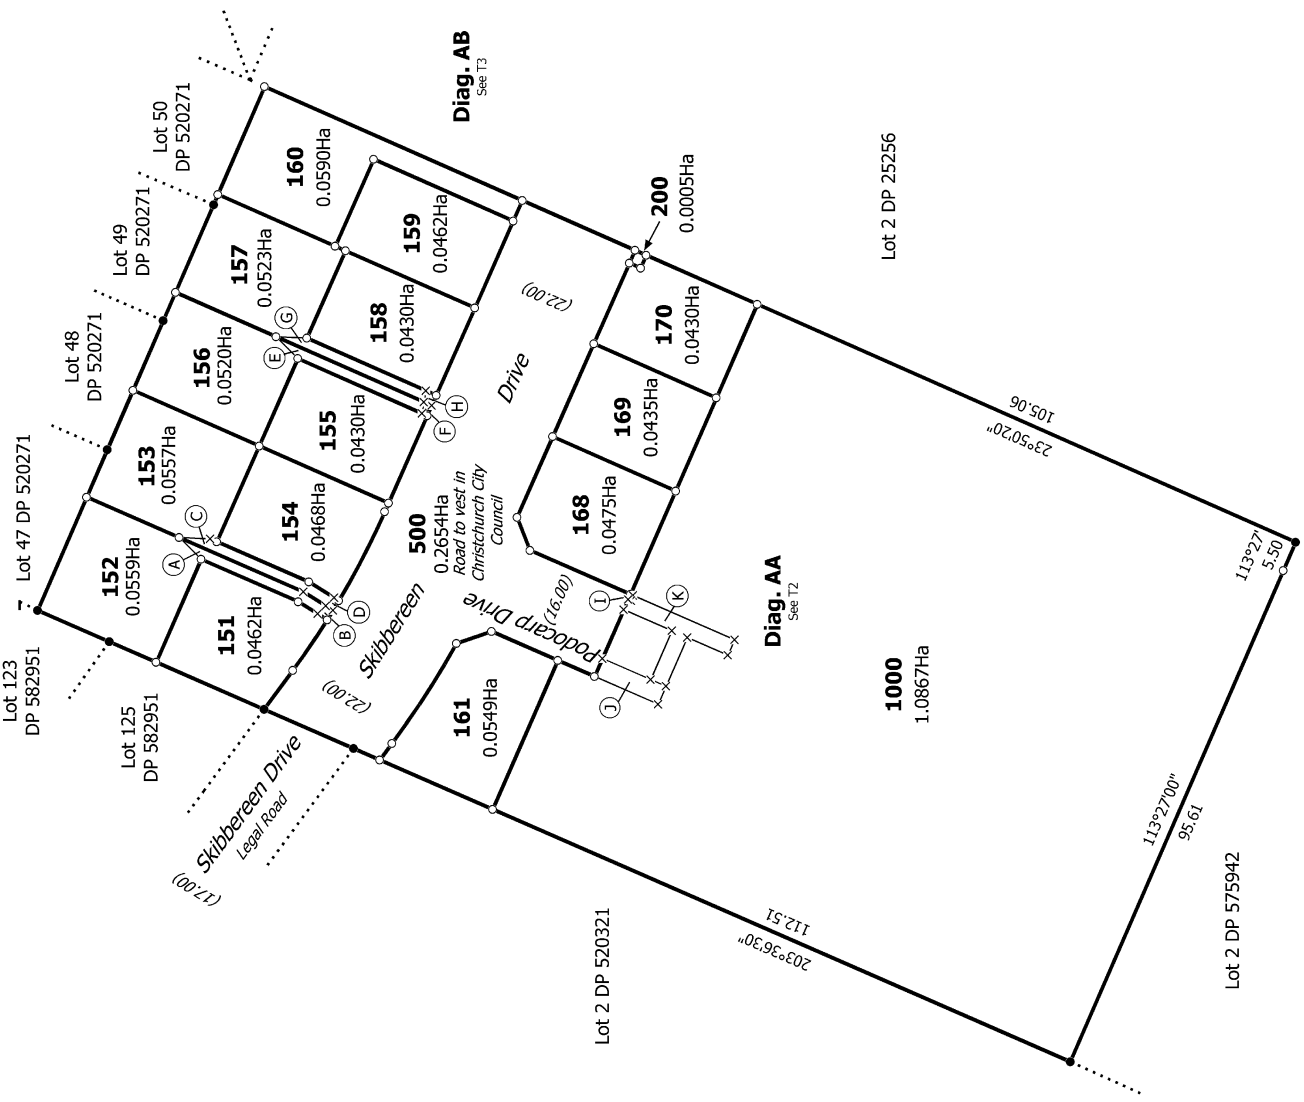 Lot 123
DP 582951
Lot 47 DP 520271
Lot 48
DP 520271
Lot 49
DP 520271
Lot 50
DP 520271
Lot 125
DP 582951
Diag. AB
See T3
152
0.0559Ha
153
0.0557Ha
156
0.0520Ha
157
0.0523Ha
160
0.0590Ha
151
0.0462Ha
154
0.0468Ha
155
0.0430Ha
158
0.0430Ha
159
0.0462Ha
A
C
B
D
E
G
F
H
200
0.0005Ha
Skibbereen
Drive
(22.00)
(22.00)
500
0.2654Ha
Road to vest in
Christchurch City
Council
Skibbereen Drive
Legal Road
(17.00)
Podocarp Drive
(16.00)
161
0.0549Ha
168
0.0475Ha
169
0.0435Ha
170
0.0430Ha
I
K
J
Diag. AA
See T2
1000
1.0867Ha
Lot 2 DP 25256
105.06
23°50'20"
113°27'
5.50
113°27'00"
95.61
112.51
203°36'30"
Lot 2 DP 520321
Lot 2 DP 575942